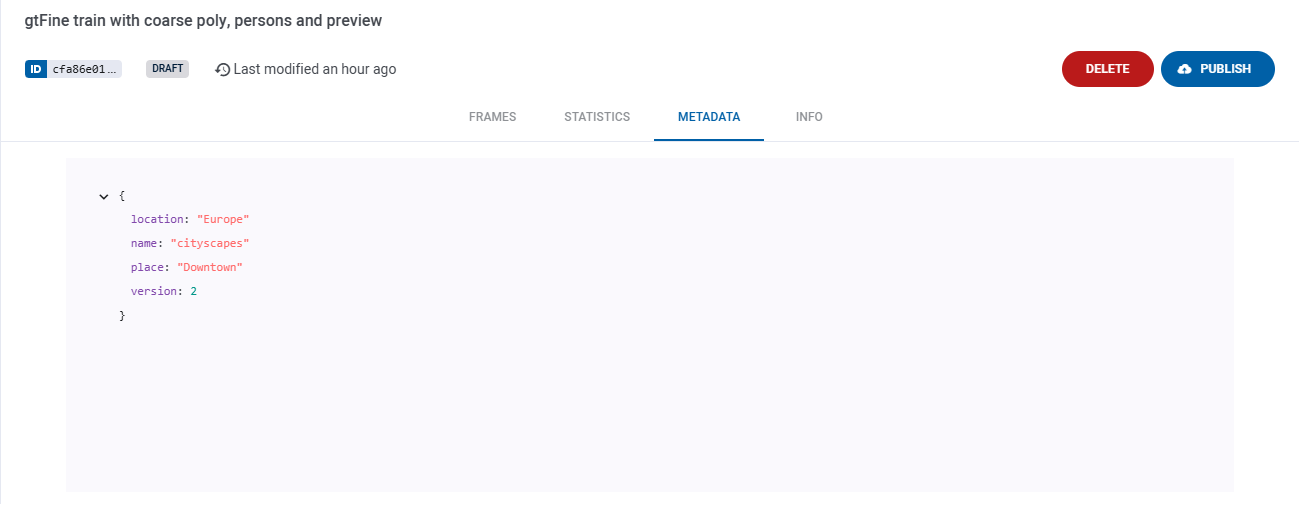 gtFine train with coarse poly, persons and preview
ID cfa86e01... DRAFT Last modified an hour ago DELETE PUBLISH
FRAMES STATISTICS METADATA INFO
{
location: "Europe"
name: "cityscapes"
place: "Downtown"
version: 2
}